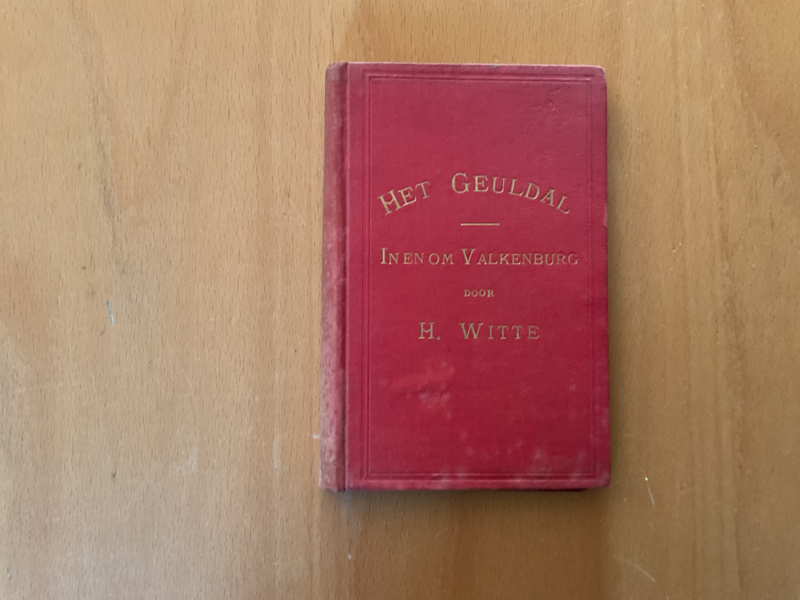 HET GEULDAL
IN EN OM VALKENBURG
DOOR
H. WITTE